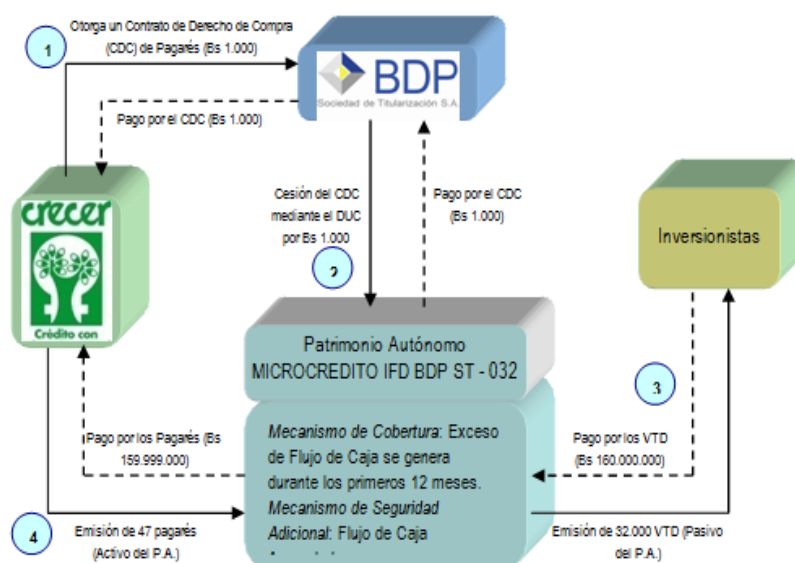 Otorga un Contrato de Derecho de Compra
(CDC) de Pagarés (Bs 1.000)
1
BDP
Sociedad de Titularización S.A.
Pago por el CDC (Bs 1.000)
crecer
Crédito con
Cesión del CDC
mediante el DUC
por Bs 1.000
Pago por el CDC
(Bs 1.000)
Inversionistas
2
Patrimonio Autónomo
MICROCREDITO IFD BDP ST - 032
3
Pago por los Pagarés (Bs
159.999.000)
Mecanismo de Cobertura: Exceso
de Flujo de Caja se genera
durante los primeros 12 meses.
Mecanismo de Seguridad
Adicional: Flujo de Caja
Pago por los VTD
(Bs 160.000.000)
4
Emisión de 47 pagarés
(Activo del P.A.)
Emisión de 32.000 VTD (Pasivo
del P.A.)